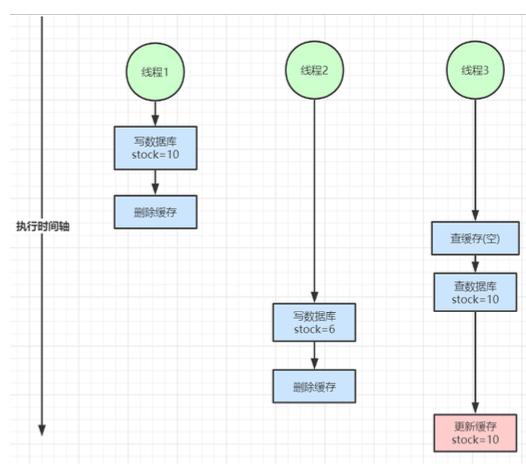 线程1
线程2
线程3
写数据库
stock=10
删除缓存
执行时间轴
查缓存(空)
查数据库
stock=10
写数据库
stock=6
删除缓存
更新缓存
stock=10